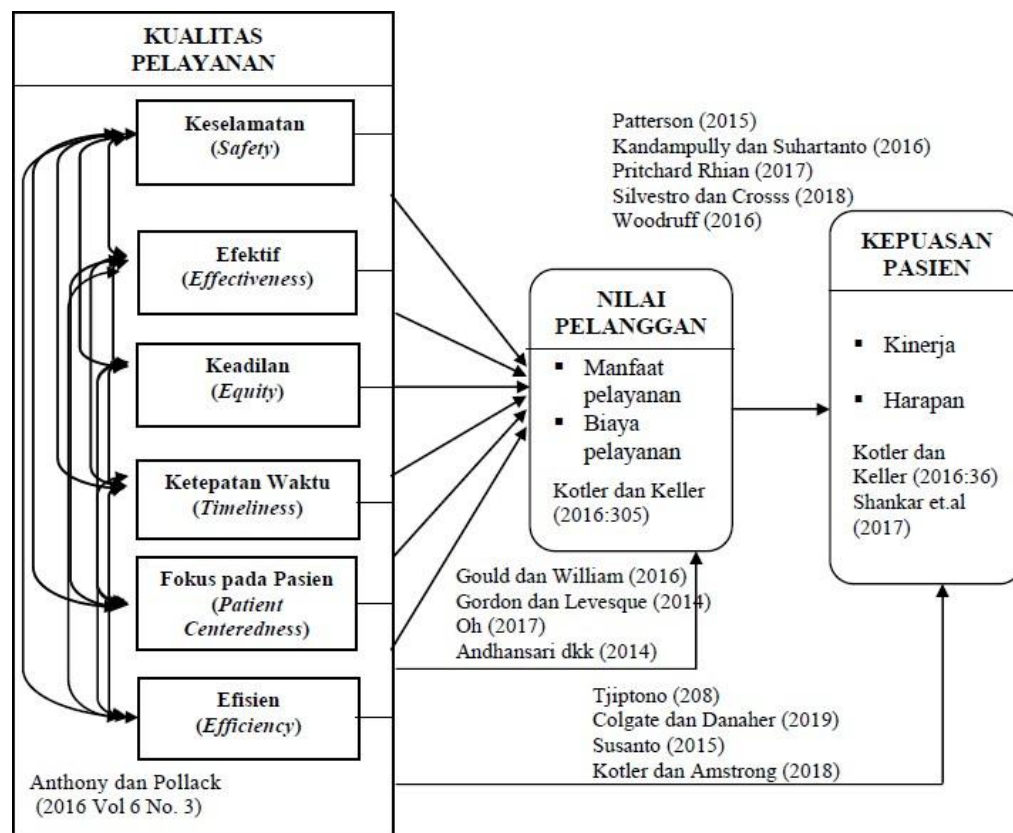 KUALITAS
PELAYANAN
Keselamatan
(Safety)
Efektif
(Effectiveness)
Keadilan
(Equity)
Ketepatan Waktu
(Timeliness)
Fokus pada Pasien
(Patient
Centeredness)
Efisien
(Efficiency)
Anthony dan Pollack
(2016 Vol 6 No. 3)
NILAI
PELANGGAN
▪ Manfaat
pelayanan
▪ Biaya
pelayanan
Kotler dan Keller
(2016:305)
Gould dan William (2016)
Gordon dan Levesque (2014)
Oh (2017)
Andhansari dkk (2014)
Patterson (2015)
Kandampully dan Suhartanto (2016)
Pritchard Rhian (2017)
Silvestro dan Crosss (2018)
Woodruff (2016)
KEPUASAN
PASIEN
▪ Kinerja
▪ Harapan
Kotler dan
Keller (2016:36)
Shankar et.al
(2017)
Tjiptono (208)
Colgate dan Danaher (2019)
Susanto (2015)
Kotler dan Amstrong (2018)